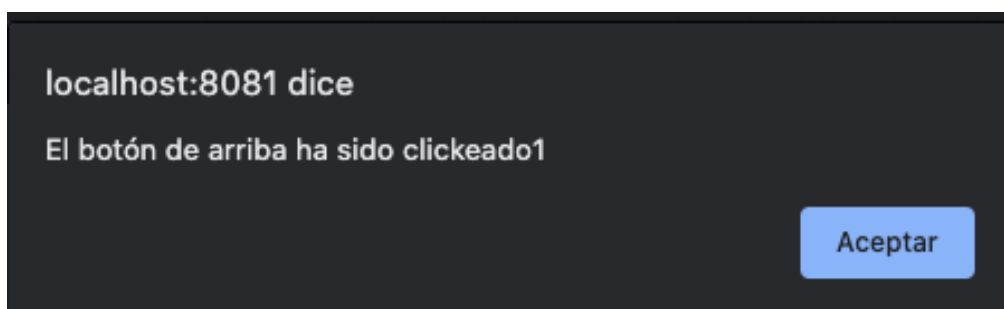 localhost:8081 dice
El botón de arriba ha sido clickeado1
Aceptar